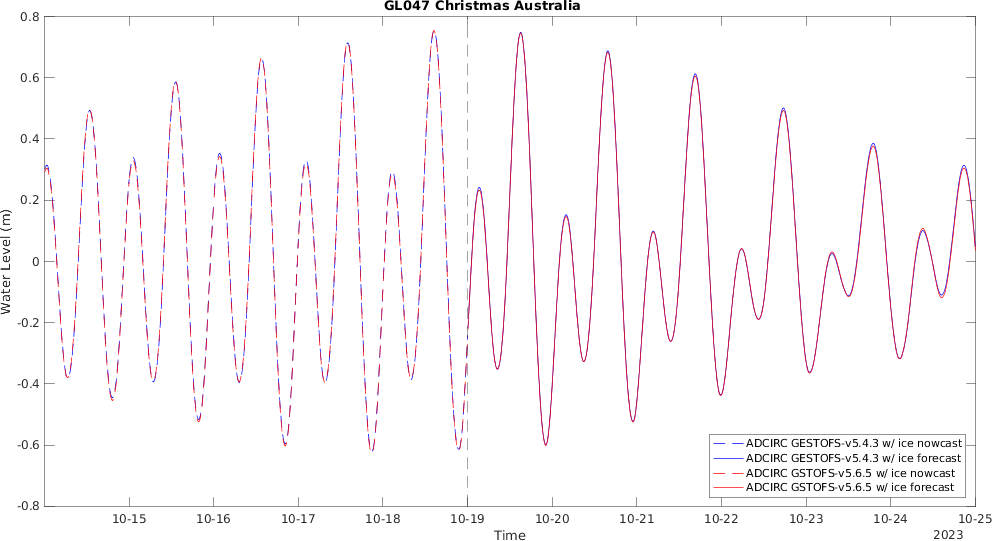 GL047 Christmas Australia
0.8
0.6
0.4
0.2
0
-0.2
-0.4
-0.6
-0.8
Water Level (m)
ADCIRC GESTOFS-v5.4.3 w/ ice nowcast
ADCIRC GESTOFS-v5.4.3 w/ ice forecast
ADCIRC GSTOFS-v5.6.5 w/ ice nowcast
ADCIRC GSTOFS-v5.6.5 w/ ice forecast
10-15 10-16 10-17 10-18 10-19 10-20 10-21 10-22 10-23 10-24 10-25
Time
2023